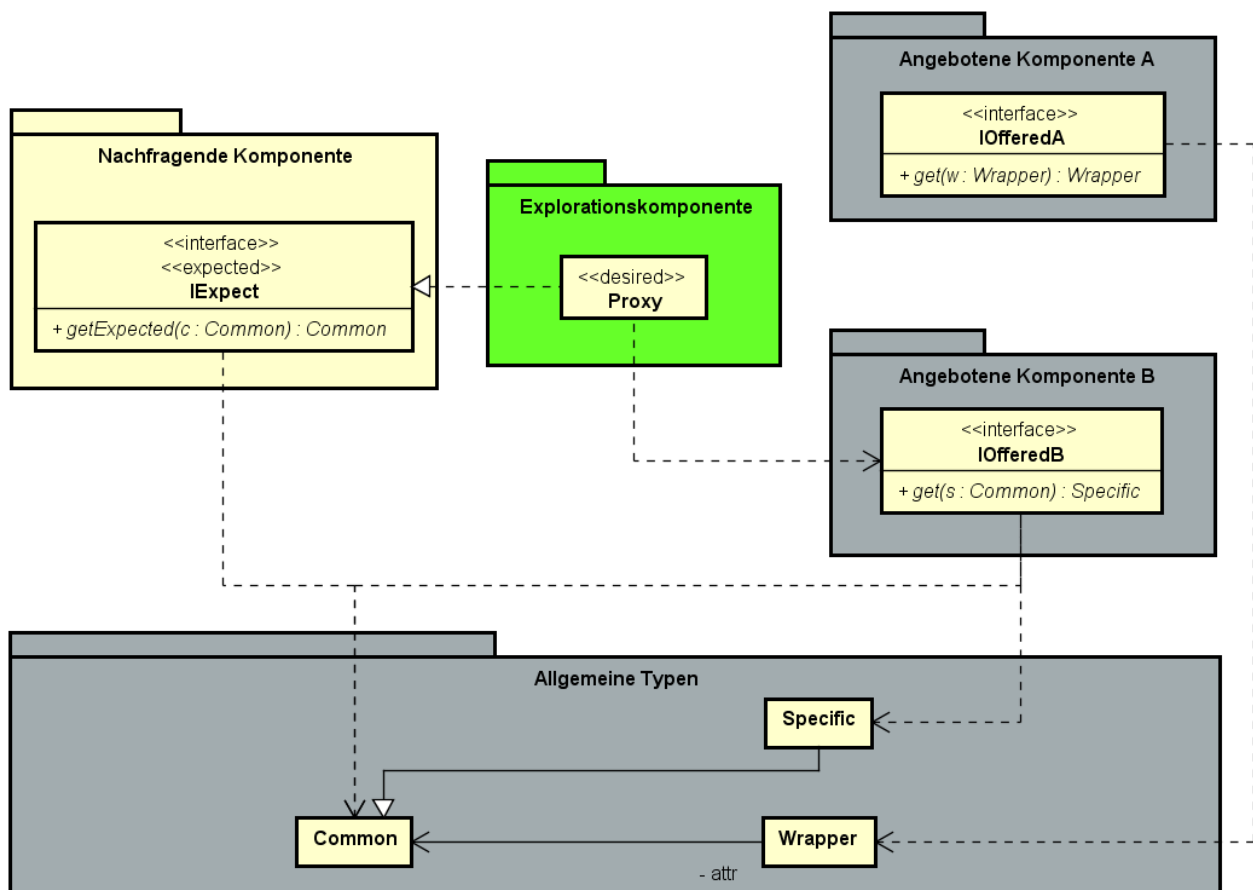 Angebotene Komponente A
<<interface>>
IOfferedA
+ get(w : Wrapper) : Wrapper
Nachfragende Komponente
<<interface>>
<<expected>>
IExpect
+ getExpected(c : Common) : Common
Explorationskomponente
<<desired>>
Proxy
Angebotene Komponente B
<<interface>>
IOfferedB
+ get(s : Common) : Specific
Allgemeine Typen
Specific
Common
Wrapper
- attr